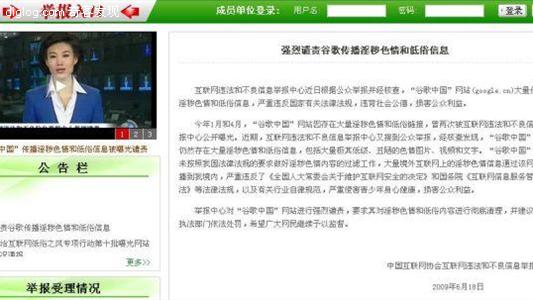 djglog.com
成员单位登录: 用户名: 密码: 登录
1 2 3
中国”传播淫秽色情和低俗信息被曝光谴责
公告栏
责谷歌传播淫秽色情和低俗信息
治互联网低俗之风专项行动第十批曝光网站
更多>>
举报受理情况
强烈谴责谷歌传播淫秽色情和低俗信息
互联网违法和不良信息举报中心近日根据公众举报并经核查，“谷歌中国”网站(google.cn)大量传
淫秽色情和低俗信息，严重违反国家有关法律法规，违背社会公德，损害公众利益。
今年1月和4月，“谷歌中国”网站因存在大量淫秽色情和低俗链接，曾两次被互联网违法和不良信
报中心公开曝光。近期，互联网违法和不良信息举报中心又接到公众举报，经核查发现，“谷歌中国
仍然存在大量淫秽色情和低俗信息，包括大量极其低级、丑陋的色情图片、视频和文字。“谷歌中国
未按照我国法律法规的要求做好淫秽色情内容的过滤工作，大量境外互联网上的淫秽色情信息通过该网
播到我境内，严重违反了《全国人大常委会关于维护互联网安全的决定》和国务院《互联网信息服务管
法》等法律法规，以及有关行业自律规范，严重侵害青少年身心健康，损害公众利益。
举报中心对“谷歌中国”网站进行强烈谴责，要求其对淫秽色情和低俗内容进行彻底清理，并建议
执法部门依法处罚，希望广大网民继续予以监督。
中国互联网协会互联网违法和不良信息举报
2009年6月18日